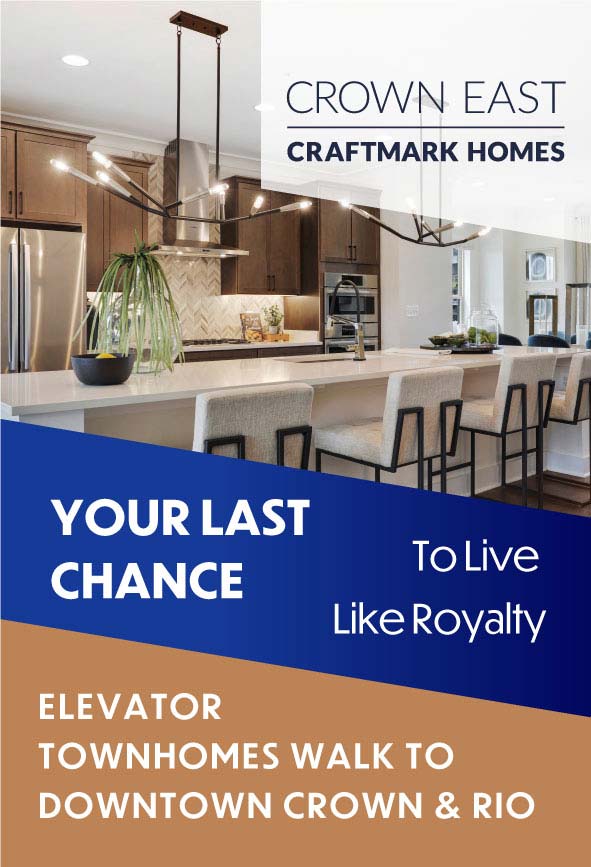 CROWN EAST
CRAFTMARK HOMES
YOUR LAST
CHANCE
To Live
Like Royalty
ELEVATOR
TOWNHOMES WALK TO
DOWNTOWN CROWN & RIO